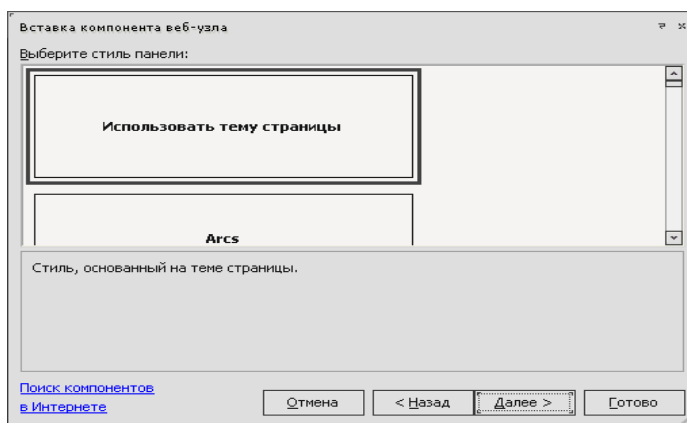 Вставка компонента веб-узла
Выберите стиль панели:
Использовать тему страницы
Arcs
Стиль, основанный на теме страницы.
Поиск компонентов
в Интернете
Отмена
< Назад
Далее >
Готово